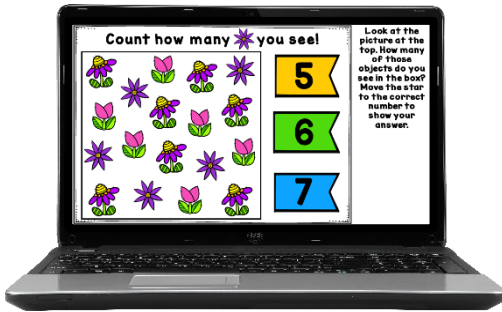 Count how many you see!
5
6
7
Look at the
picture at the
top. How many
of those
objects do you
see in the box?
Move the star
to the correct
number to
show your
answer.